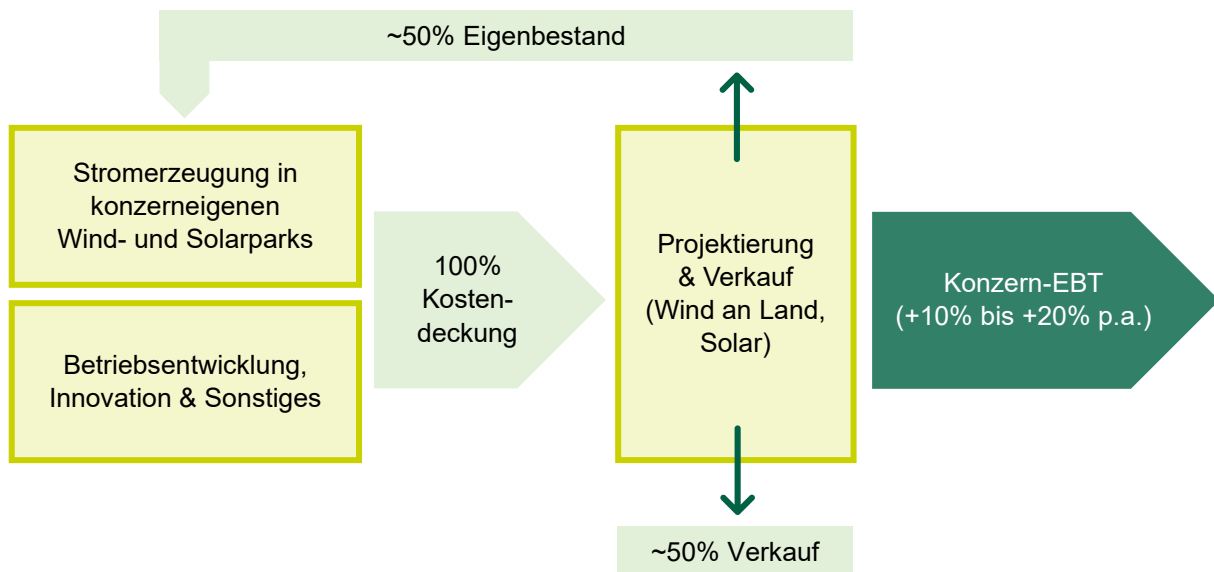 ~50% Eigenbestand
Stromerzeugung in
konzerneigenen
Wind- und Solarparks
Betriebsentwicklung,
Innovation & Sonstiges
100%
Kosten-
deckung
Projektierung
& Verkauf
(Wind an Land,
Solar)
Konzern-EBT
(+10% bis +20% p.a.)
~50% Verkauf